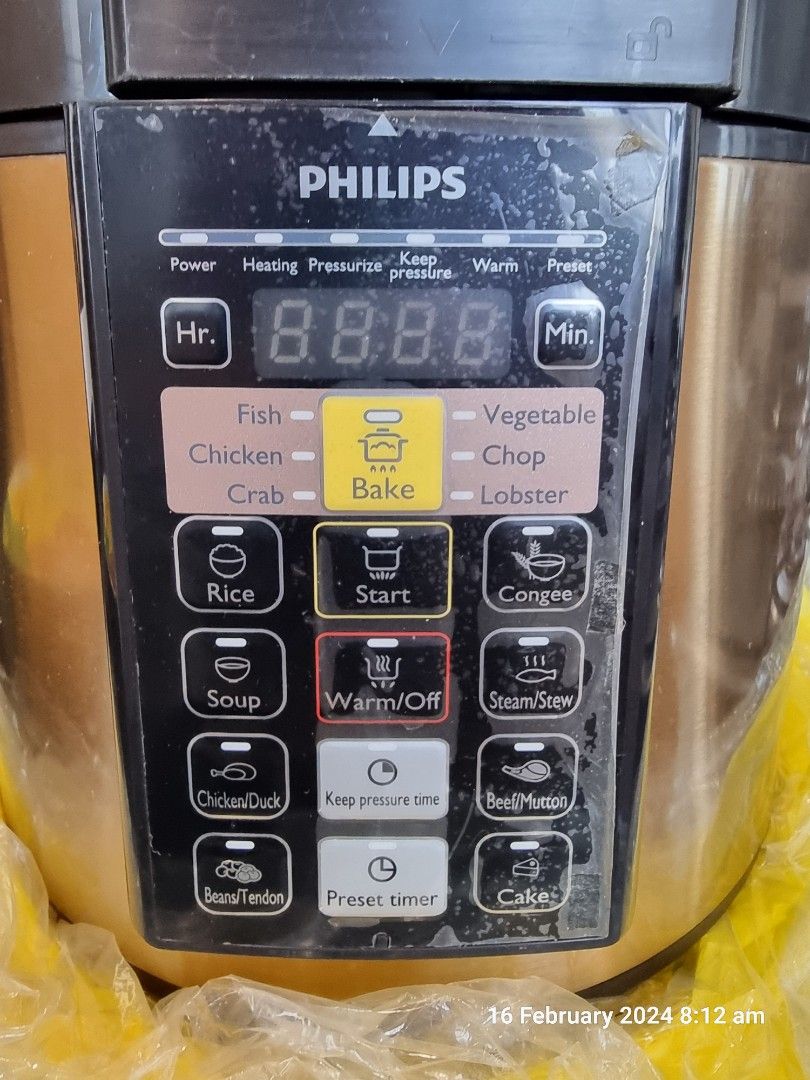 PHILIPS
Power Heating Pressurize Keep pressure Warm Preset
Hr. Min.
Fish Vegetable
Chicken Chop
Crab Lobster
Bake
Rice Start Congee
Soup Warm/Off Steam/Stew
Chicken/Duck Keep pressure time Beef/Mutton
Beans/Tendon Preset timer Cake
16 February 2024 8:12 am